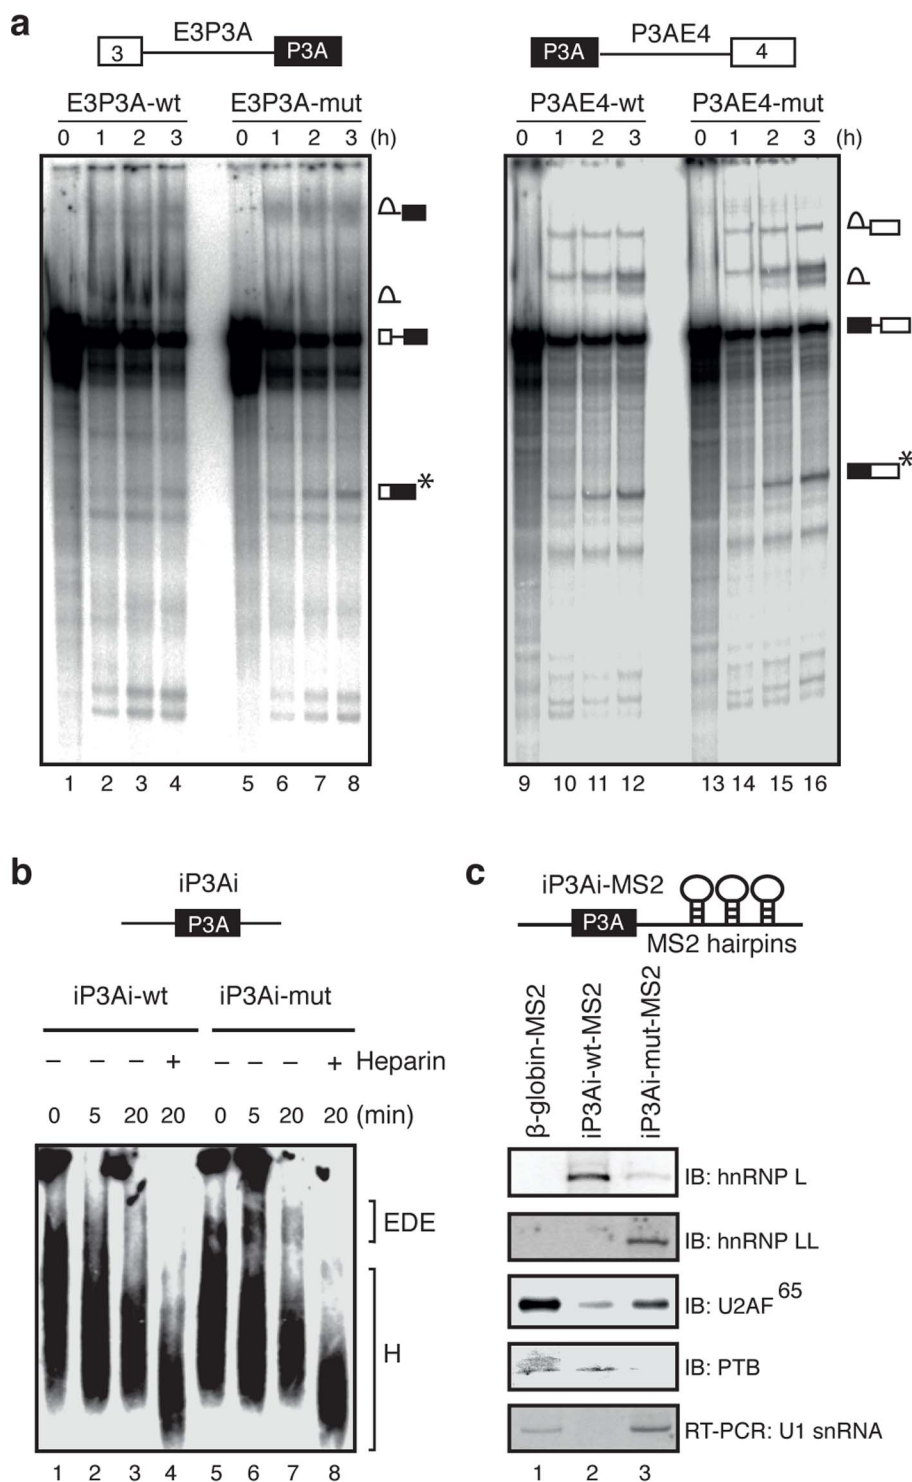 a
E3P3A
3
P3A
E3P3A-wt E3P3A-mut
0 1 2 3 0 1 2 3 (h)
*
1 2 3 4 5 6 7 8
P3AE4
P3A
4
P3AE4-wt P3AE4-mut
0 1 2 3 0 1 2 3 (h)
*
9 10 11 12 13 14 15 16
b
iP3Ai
P3A
iP3Ai-wt iP3Ai-mut
− − − + − − − + Heparin
0 5 20 20 0 5 20 20 (min)
EDE
H
1 2 3 4 5 6 7 8
c
iP3Ai-MS2
P3A
MS2 hairpins
β-globin-MS2
iP3Ai-wt-MS2
iP3Ai-mut-MS2
IB: hnRNP L
IB: hnRNP LL
IB: U2AF65
IB: PTB
RT-PCR: U1 snRNA
1 2 3